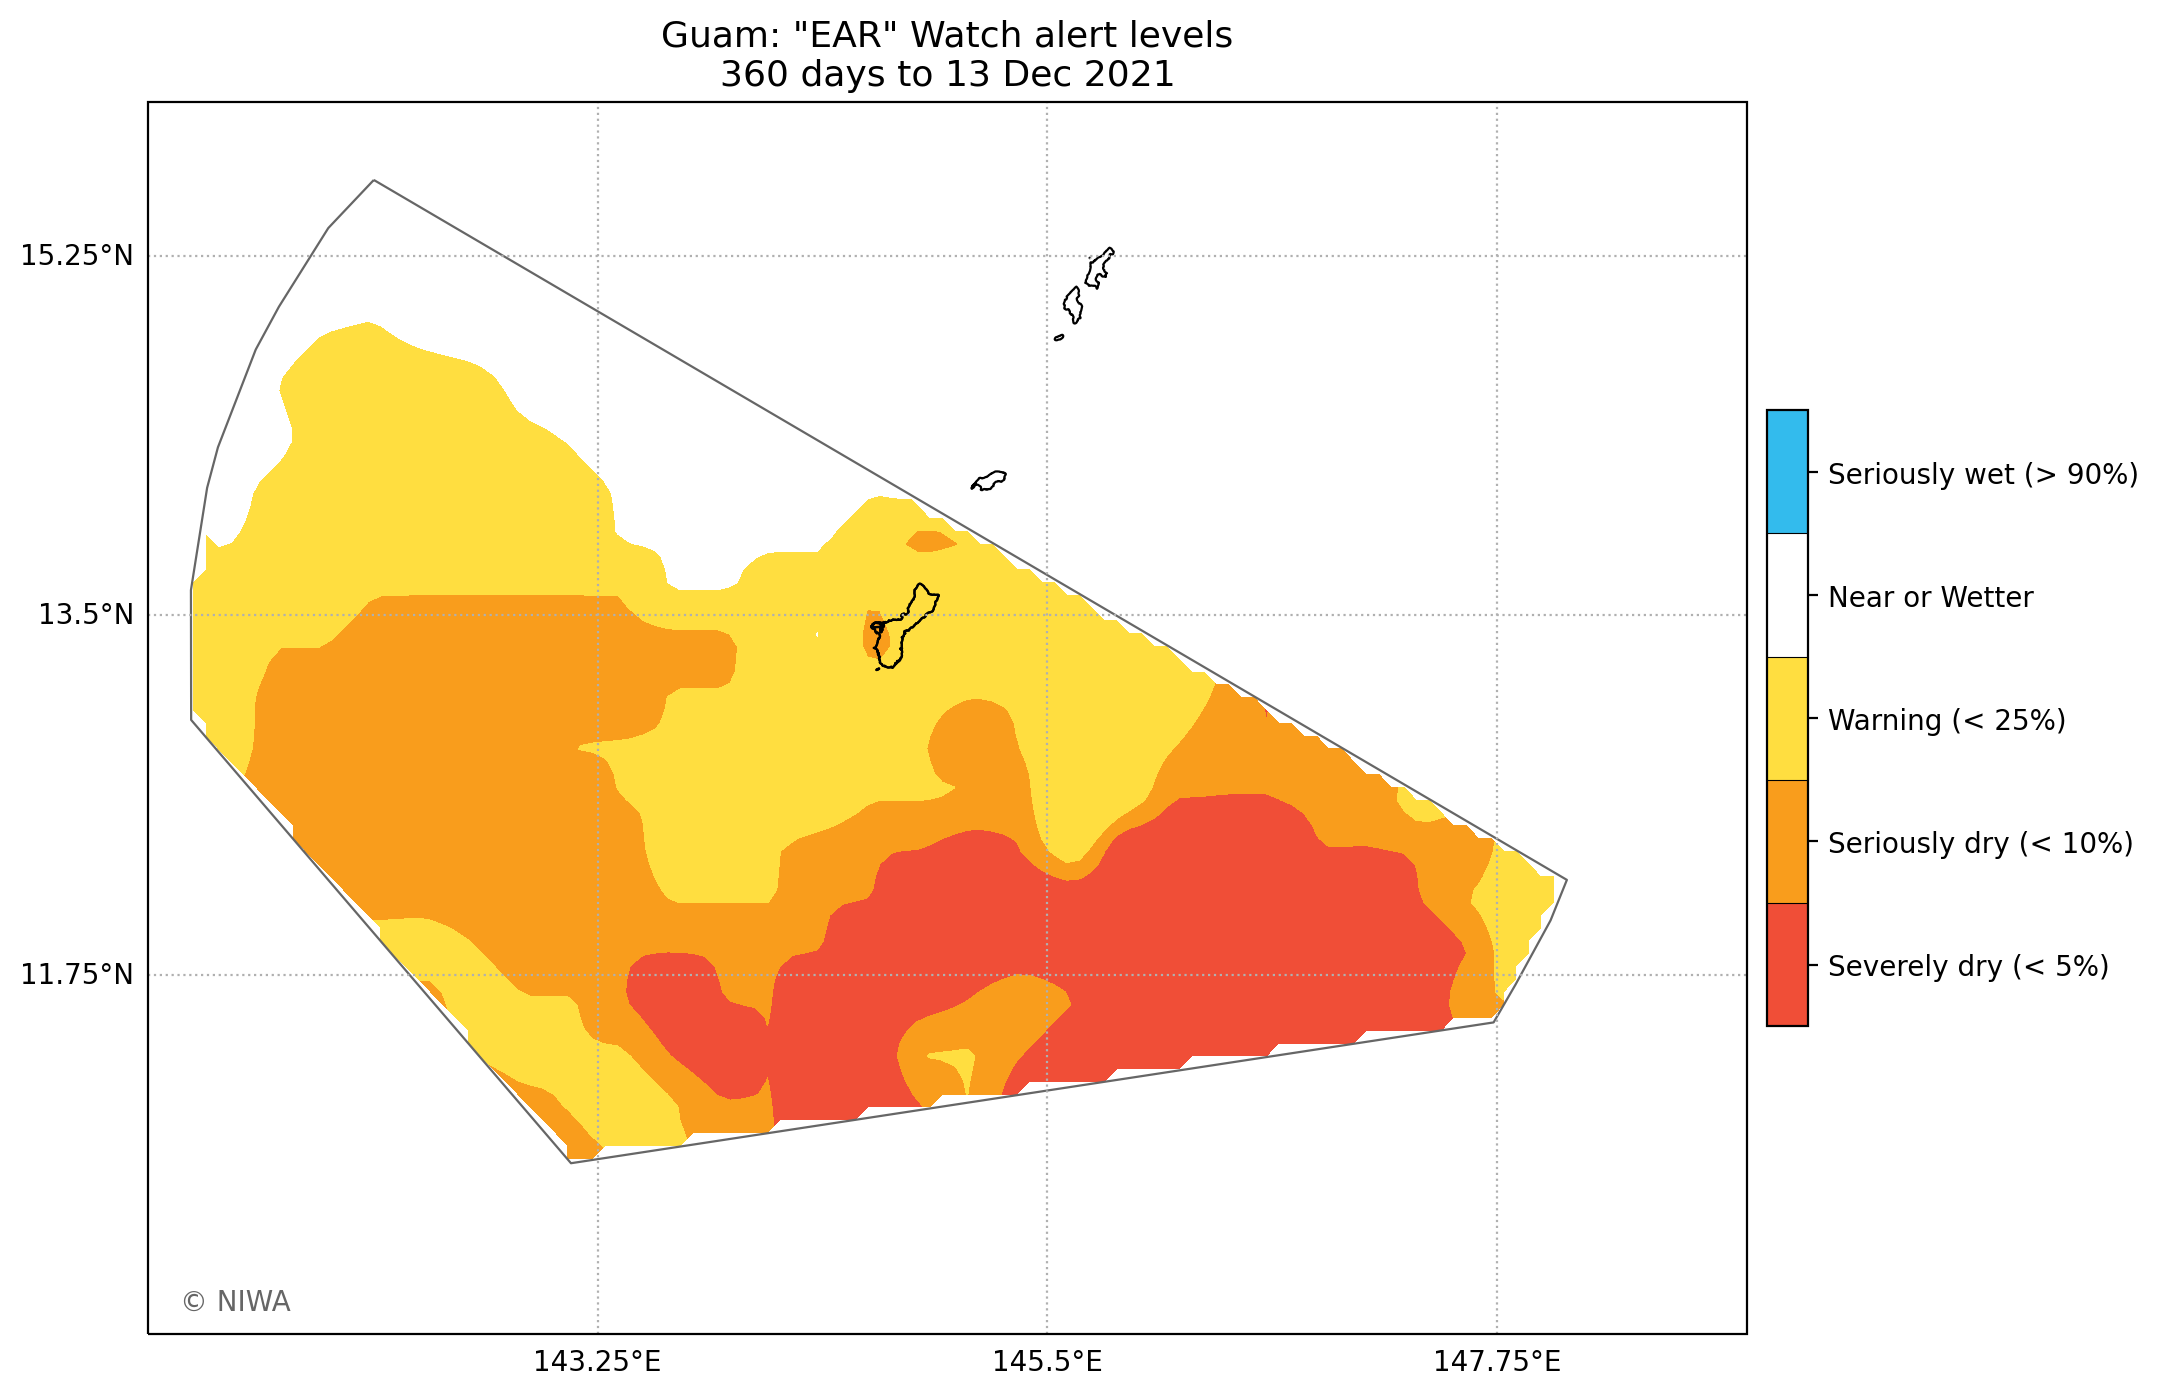 Guam: "EAR" Watch alert levels
360 days to 13 Dec 2021
15.25°N
13.5°N
11.75°N
143.25°E
145.5°E
147.75°E
Seriously wet (> 90%)
Near or Wetter
Warning (< 25%)
Seriously dry (< 10%)
Severely dry (< 5%)
© NIWA